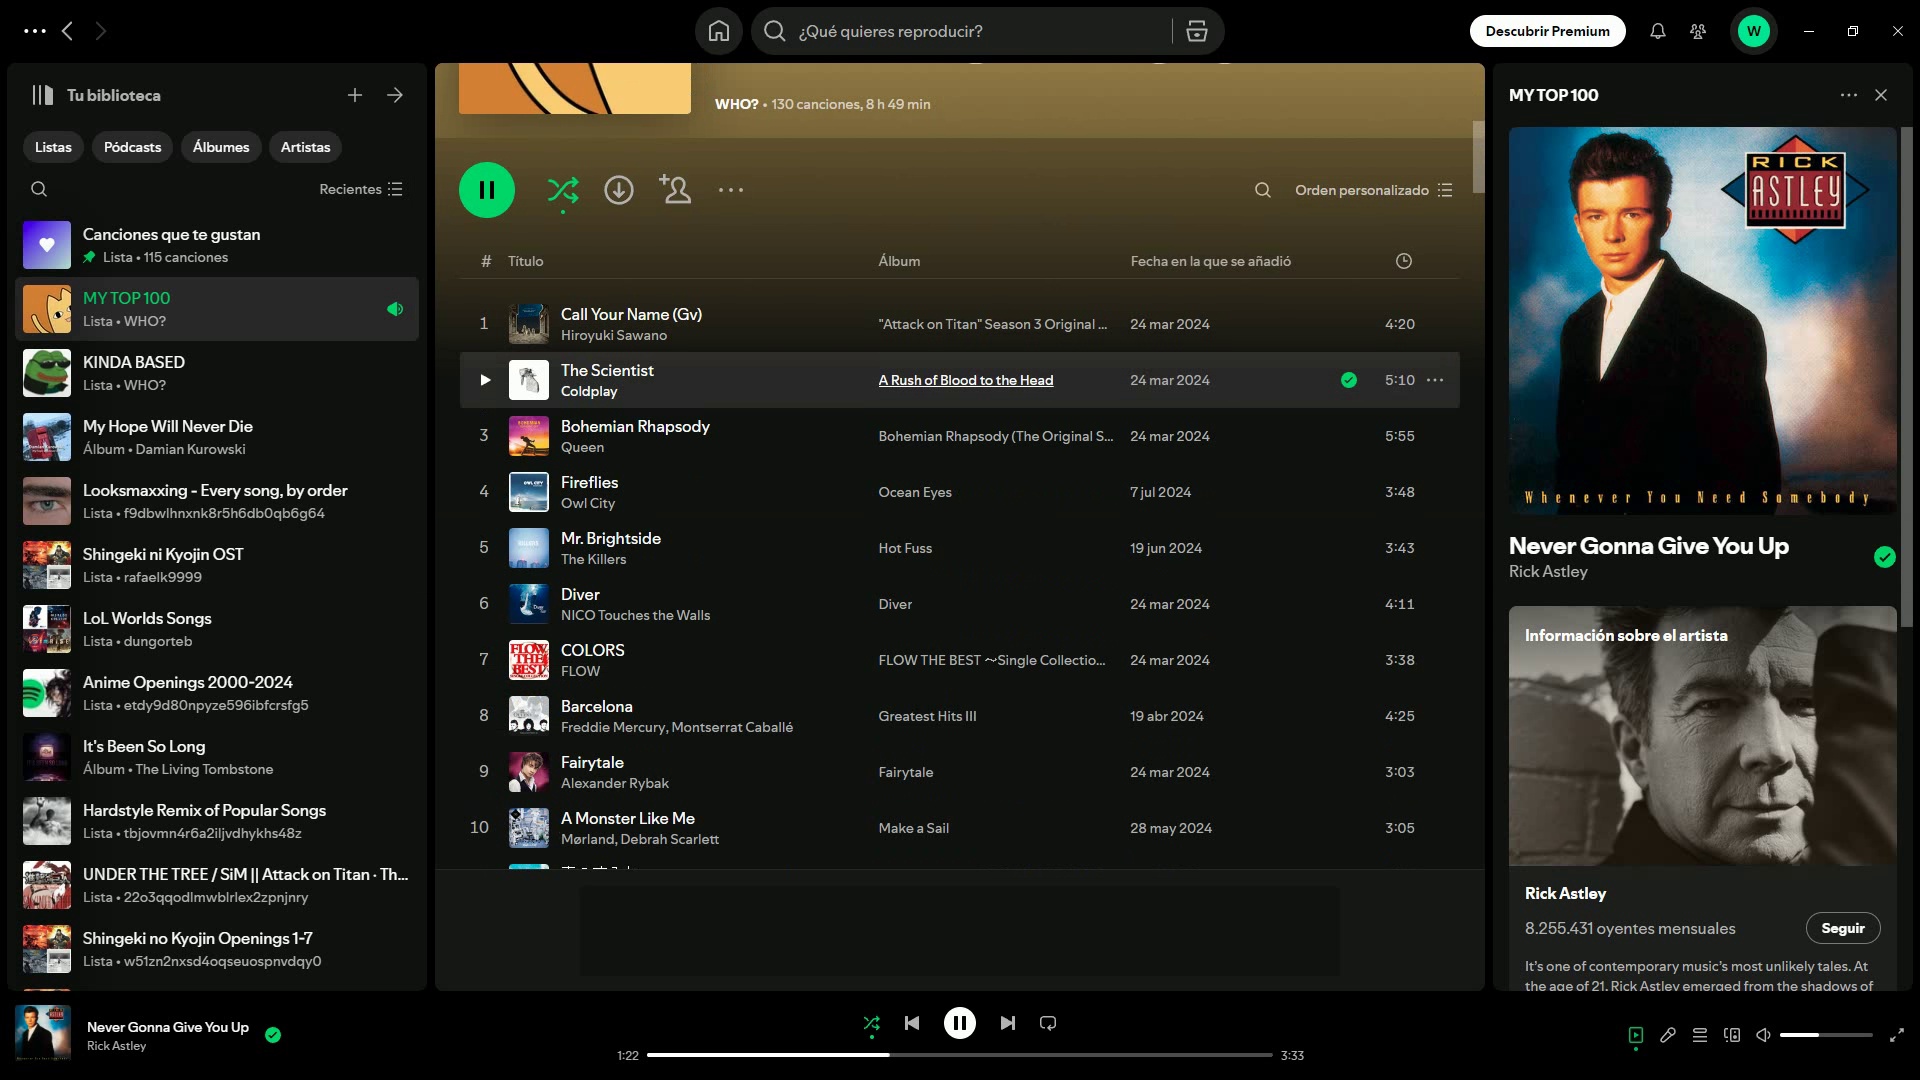 ¿Qué quieres reproducir?
Descubrir Premium
W
Tu biblioteca
Listas
Pódcasts
Álbumes
Artistas
Recientes
Canciones que te gustan
Lista • 115 canciones
MY TOP 100
Lista • WHO?
KINDA BASED
Lista • WHO?
My Hope Will Never Die
Álbum • Damian Kurowski
Looksmaxxing - Every song, by order
Lista • f9dbwlhnxnk8r5h6db0qb6g64
Shingeki ni Kyojin OST
Lista • rafaelk9999
LoL Worlds Songs
Lista • dungorteb
Anime Openings 2000-2024
Lista • etdy9d80npyze596ibfcrsfg5
It's Been So Long
Álbum • The Living Tombstone
Hardstyle Remix of Popular Songs
Lista • tbjovmn4r6a2iljvdhykhs48z
UNDER THE TREE / SiM || Attack on Titan · Th...
Lista • 22o3qqodlmwblrlex2zpnjnry
Shingeki no Kyojin Openings 1-7
Lista • w51zn2nxsd4oqseuospnvdqy0
WHO? • 130 canciones, 8 h 49 min
Orden personalizado
# Título Álbum Fecha en la que se añadió
1 Call Your Name (Gv) "Attack on Titan" Season 3 Original ... 24 mar 2024 4:20
Hiroyuki Sawano
The Scientist A Rush of Blood to the Head 24 mar 2024 5:10
Coldplay
3 Bohemian Rhapsody Bohemian Rhapsody (The Original S... 24 mar 2024 5:55
Queen
4 Fireflies Ocean Eyes 7 jul 2024 3:48
Owl City
5 Mr. Brightside Hot Fuss 19 jun 2024 3:43
The Killers
6 Diver Diver 24 mar 2024 4:11
NICO Touches the Walls
7 COLORS FLOW THE BEST ～Single Collectio... 24 mar 2024 3:38
FLOW
8 Barcelona Greatest Hits III 19 abr 2024 4:25
Freddie Mercury, Montserrat Caballé
9 Fairytale Fairytale 24 mar 2024 3:03
Alexander Rybak
10 A Monster Like Me Make a Sail 28 may 2024 3:05
Mørland, Debrah Scarlett
MY TOP 100
RICK
ASTLEY
Whenever You Need Somebody
Never Gonna Give You Up
Rick Astley
Información sobre el artista
Rick Astley
8.255.431 oyentes mensuales
Seguir
It's one of contemporary music's most unlikely tales. At
the age of 21, Rick Astley emerged from the shadows of
Never Gonna Give You Up
Rick Astley
1:22
3:33